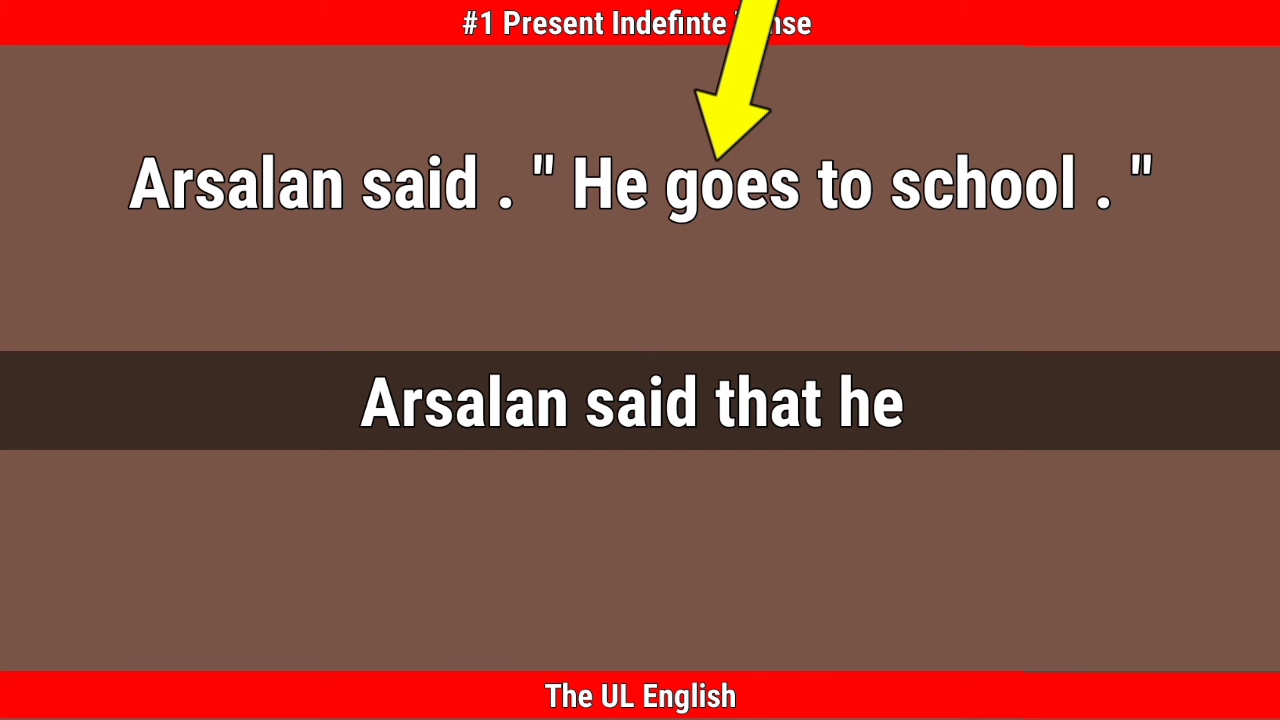 #1 Present Indefinte
Arsalan said . " He goes to school . "
Arsalan said that he
The UL English